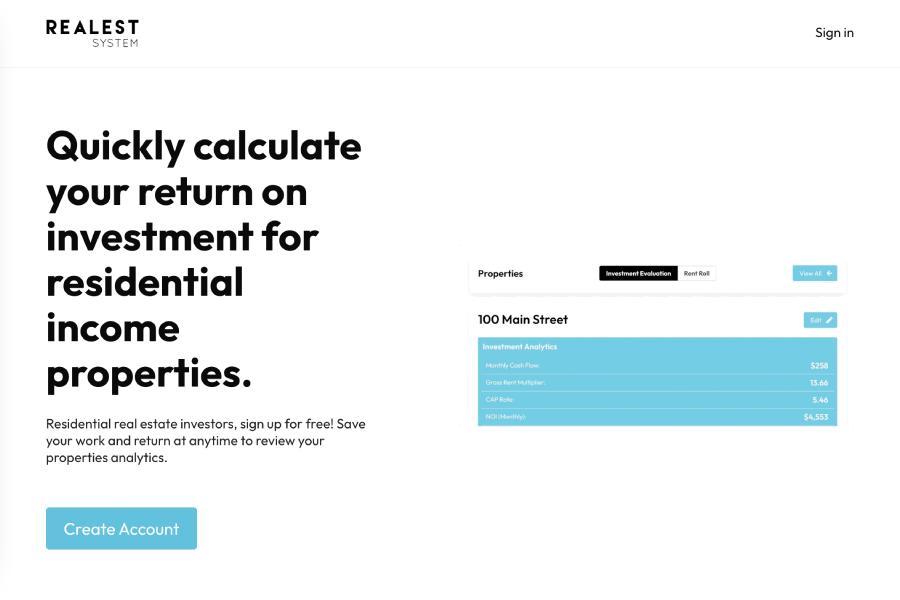 REALEST
SYSTEM
Sign in
Quickly calculate
your return on
investment for
residential
income
properties.
Residential real estate investors, sign up for free! Save
your work and return at anytime to review your
properties analytics.
Create Account
Properties
Investment Evaluation
Rent Roll
View All
100 Main Street
Edit
Investment Analytics
Monthly Cash Flow: $258
Gross Rent Multiplier: 13.66
CAP Rate: 5.46
NOI (Monthly): $4,553